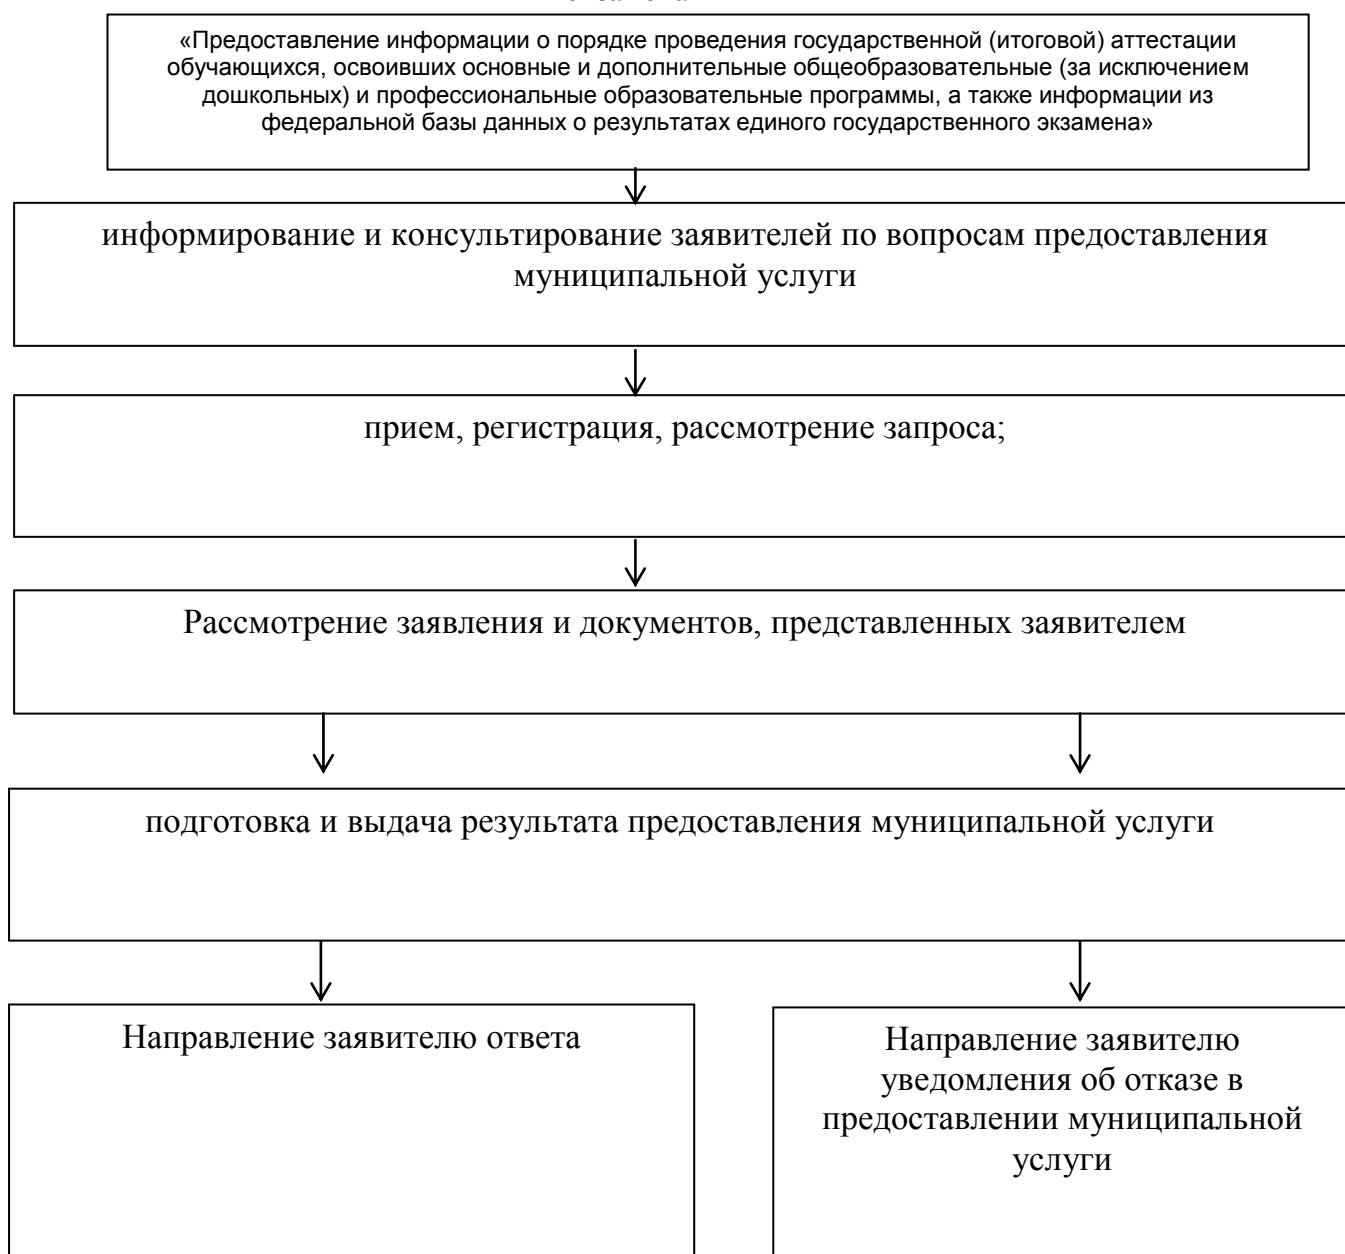 «Предоставление информации о порядке проведения государственной (итоговой) аттестации
обучающихся, освоивших основные и дополнительные общеобразовательные (за исключением
дошкольных) и профессиональные образовательные программы, а также информации из
федеральной базы данных о результатах единого государственного экзамена»
информирование и консультирование заявителей по вопросам предоставления
муниципальной услуги
прием, регистрация, рассмотрение запроса;
Рассмотрение заявления и документов, представленных заявителем
подготовка и выдача результата предоставления муниципальной услуги
Направление заявителю ответа
Направление заявителю
уведомления об отказе в
предоставлении муниципальной
услуги